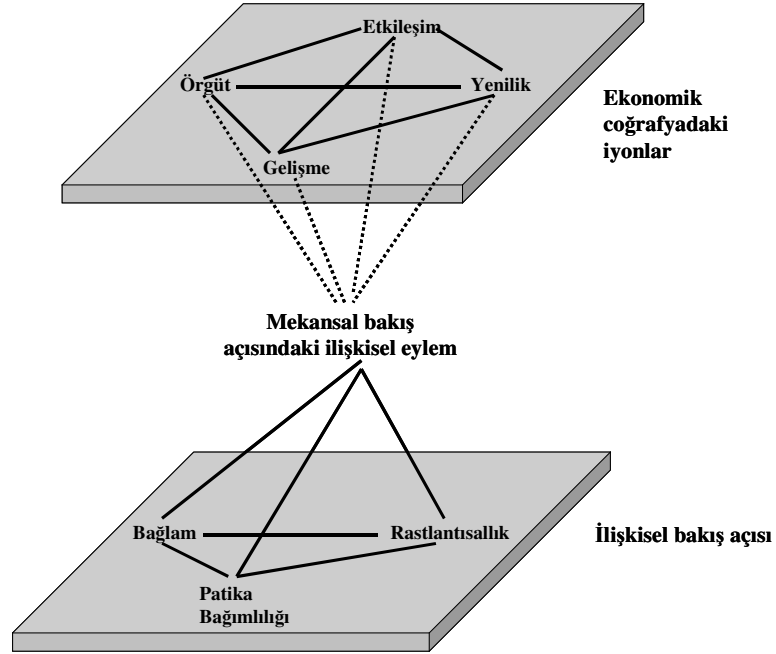 Etkileşim
Örgüt
Yenilik
Gelişme
Ekonomik
coğrafyadaki
iyonlar
Mekansal bakış
açısındaki ilişkisel eylem
Bağlam
Rastlantısallık
Patika
Bağımlılığı
İlişkisel bakış açısı